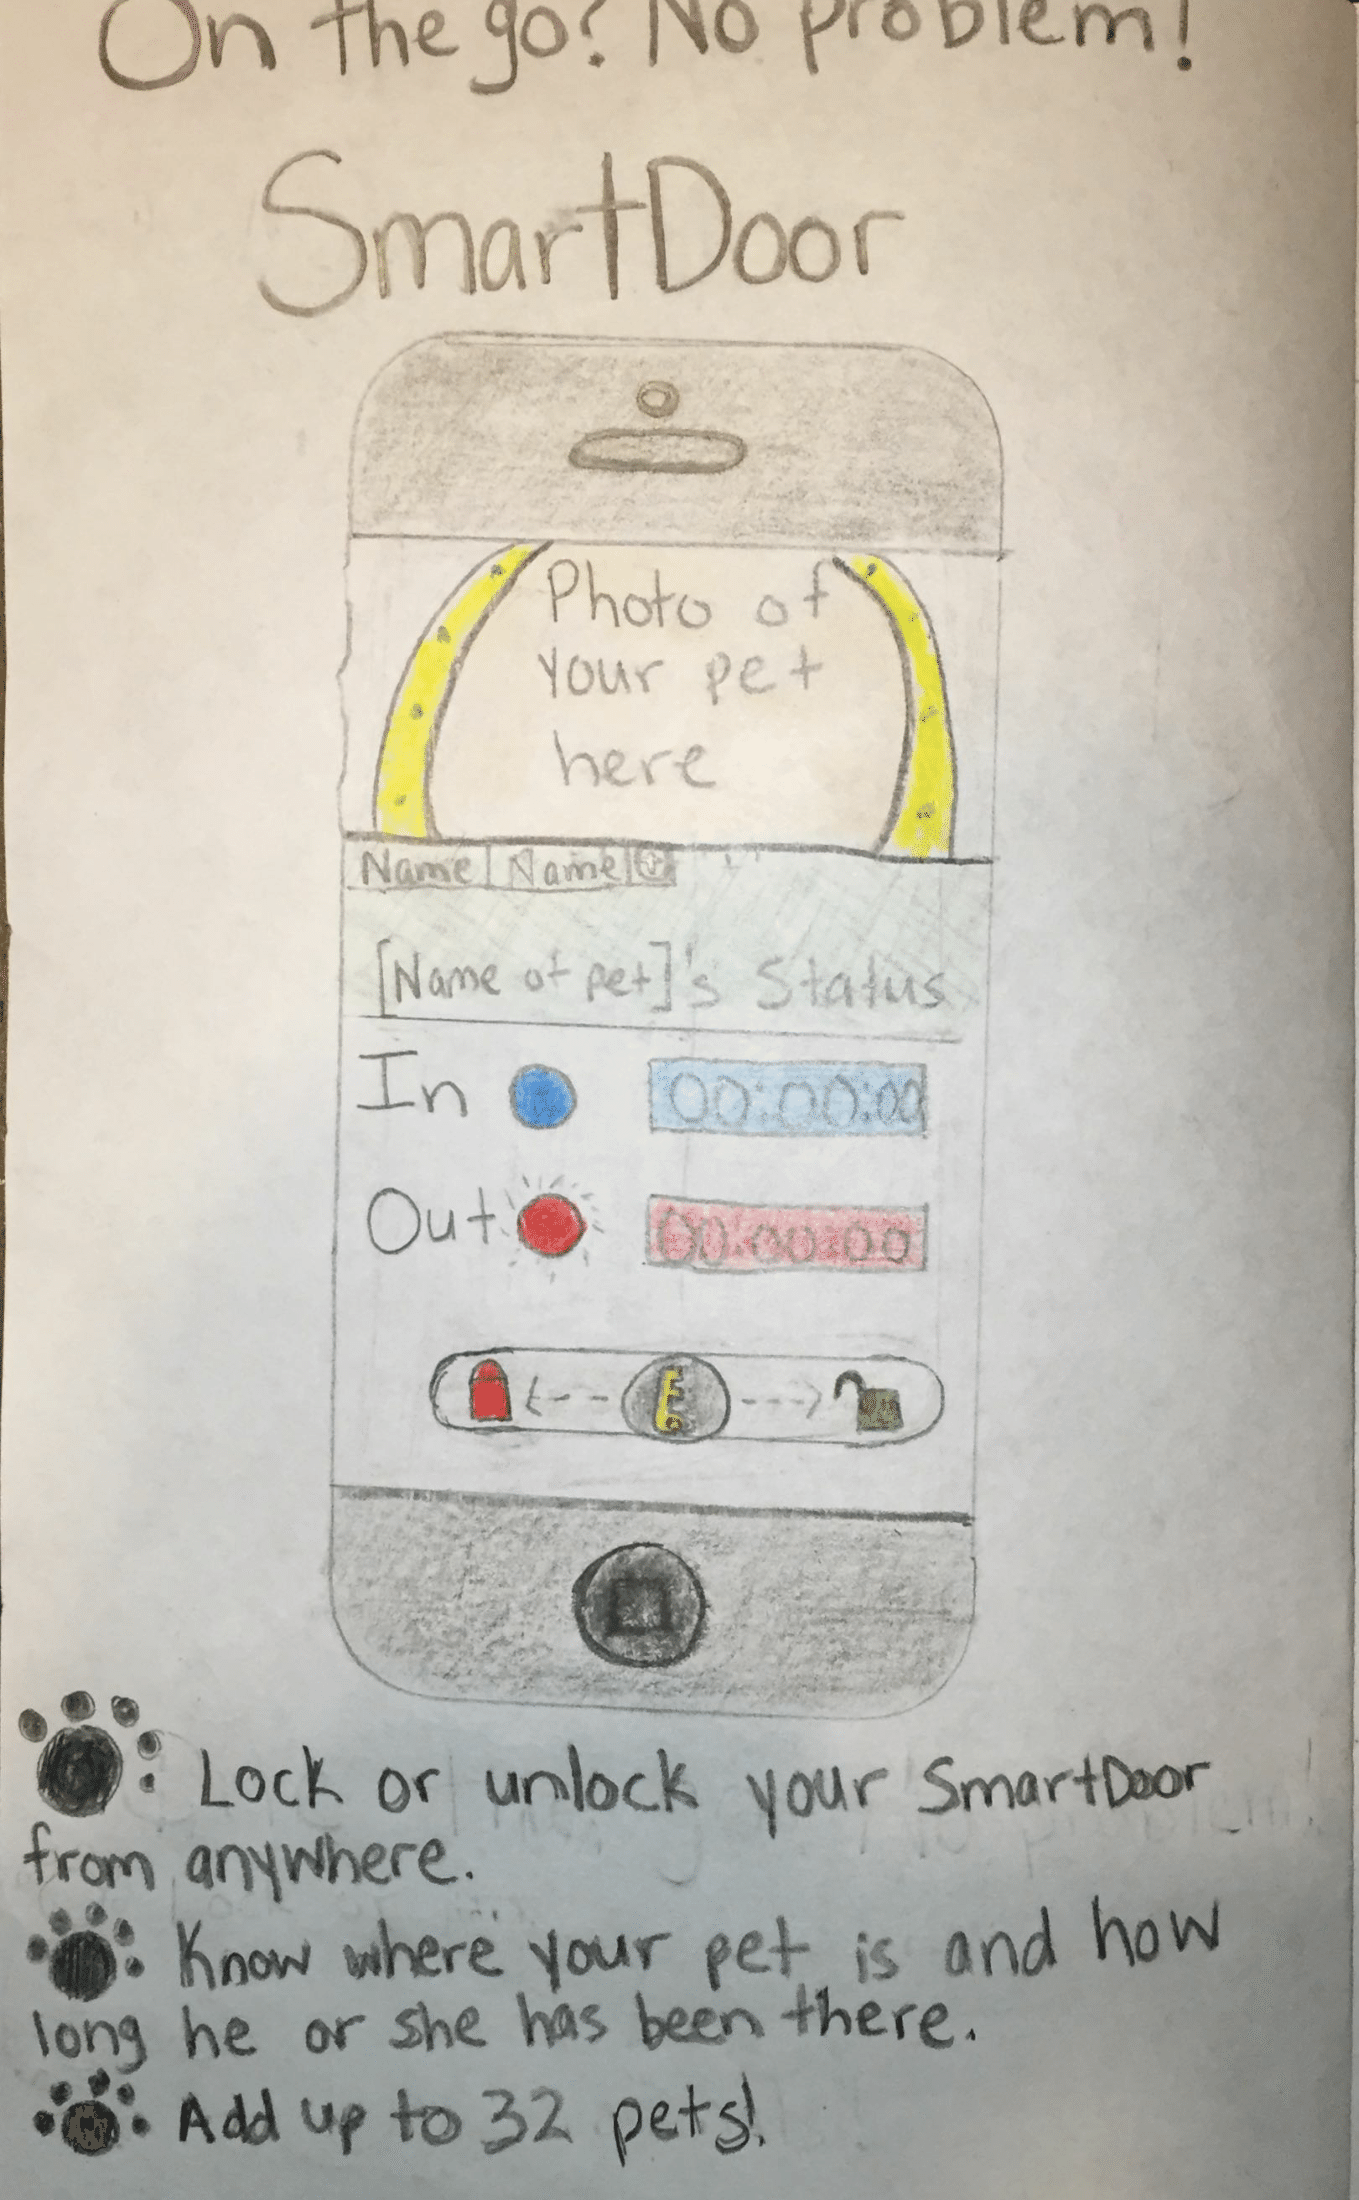 On the go? No problem!
SmartDoor
Photo of
your pet
here
Name Name +
[Name of pet]'s Status
In 00:00:00
Out 00:00:00
Lock or unlock your SmartDoor
from anywhere.
Know where your pet is and how
long he or she has been there.
Add up to 32 pets!